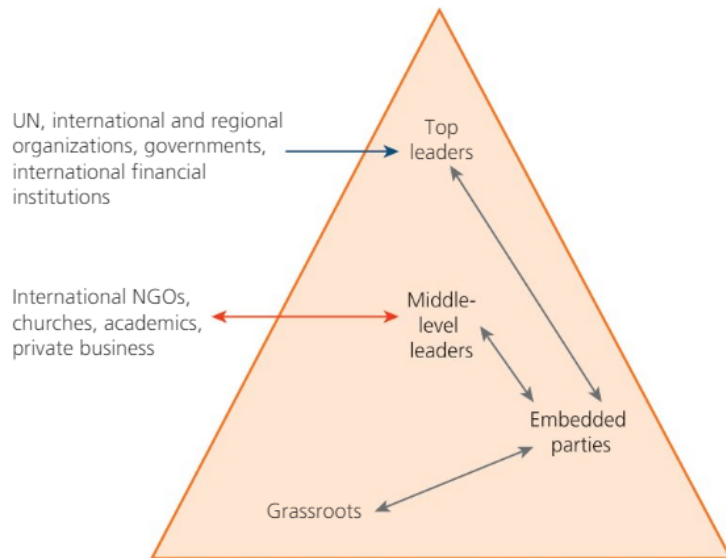 UN, international and regional
organizations, governments,
international financial
institutions
Top
leaders
International NGOs,
churches, academics,
private business
Middle-
level
leaders
Embedded
parties
Grassroots